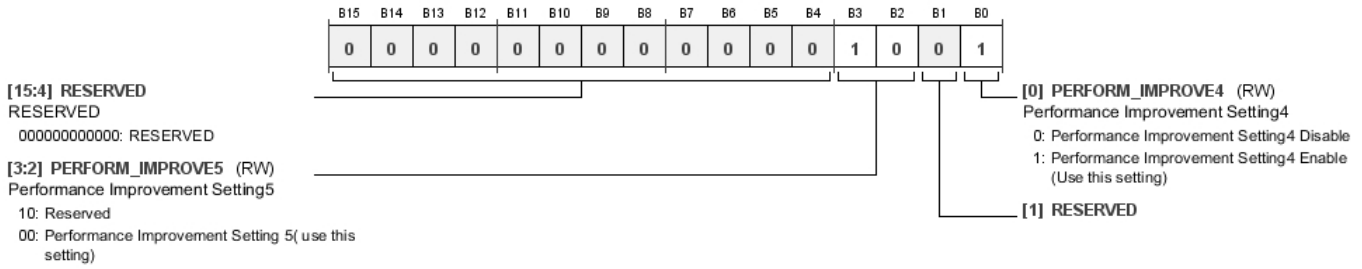 B15 B14 B13 B12 B11 B10 B9 B8 B7 B6 B5 B4 B3 B2 B1 B0
0 0 0 0 0 0 0 0 0 0 0 0 1 0 0 1
[15:4] RESERVED
RESERVED
000000000000: RESERVED
[3:2] PERFORM_IMPROVE5 (RW)
Performance Improvement Setting5
10: Reserved
00: Performance Improvement Setting 5( use this
setting)
[0] PERFORM_IMPROVE4 (RW)
Performance Improvement Setting4
0: Performance Improvement Setting4 Disable
1: Performance Improvement Setting4 Enable
(Use this setting)
[1] RESERVED